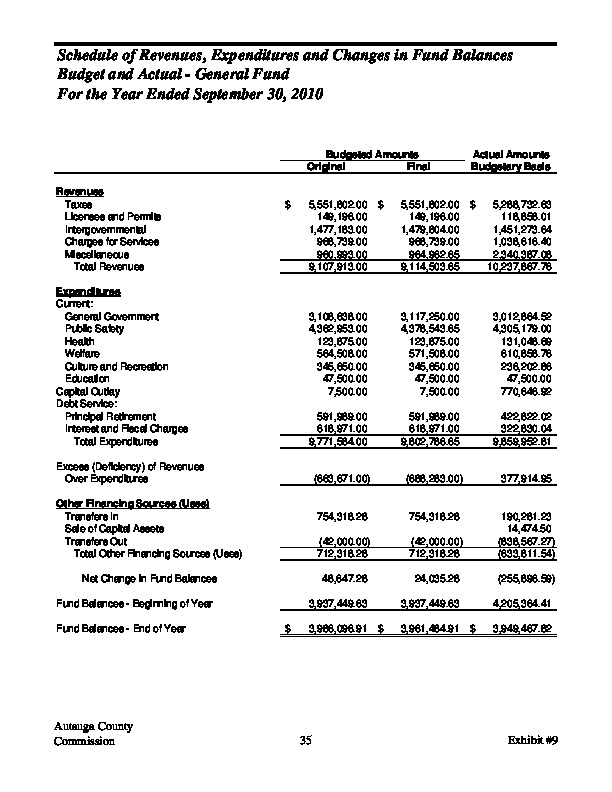 Schedule of Revenues, Expenditures and Changes in Fund Balances
Budget and Actual - General Fund
For the Year Ended September 30, 2010
Budgeted Amounts Actual Amounts
Original Final Budgetary Basis
Revenues
Taxes $ 5,551,802.00 $ 5,551,802.00 $ 5,288,732.63
Licenses and Permits 149,196.00 149,196.00 118,858.01
Intergovernmental 1,477,183.00 1,479,804.00 1,451,273.64
Charges for Services 968,739.00 968,739.00 1,038,616.40
Miscellaneous 960,993.00 964,962.65 2,340,387.08
Total Revenues 9,107,913.00 9,114,503.65 10,237,867.76
Expenditures
Current:
General Government 3,108,638.00 3,117,250.00 3,012,864.52
Public Safety 4,362,953.00 4,378,543.65 4,305,179.00
Health 123,875.00 123,875.00 131,048.69
Welfare 564,508.00 571,508.00 610,858.76
Culture and Recreation 345,650.00 345,650.00 236,202.86
Education 47,500.00 47,500.00 47,500.00
Capital Outlay 7,500.00 7,500.00 770,646.92
Debt Service:
Principal Retirement 591,989.00 591,989.00 422,822.02
Interest and Fiscal Charges 618,971.00 618,971.00 322,830.04
Total Expenditures 9,771,584.00 9,802,786.65 9,859,952.81
Excess (Deficiency) of Revenues
Over Expenditures (663,671.00) (688,283.00) 377,914.95
Other Financing Sources (Uses)
Transfers In 754,318.28 754,318.28 190,281.23
Sale of Capital Assets 14,474.50
Transfers Out (42,000.00) (42,000.00) (838,567.27)
Total Other Financing Sources (Uses) 712,318.28 712,318.28 (633,811.54)
Net Change in Fund Balances 48,647.28 24,035.28 (255,896.59)
Fund Balances - Beginning of Year 3,937,449.63 3,937,449.63 4,205,364.41
Fund Balances - End of Year $ 3,986,096.91 $ 3,961,484.91 $ 3,949,467.82
Autauga County
Commission 35 Exhibit #9